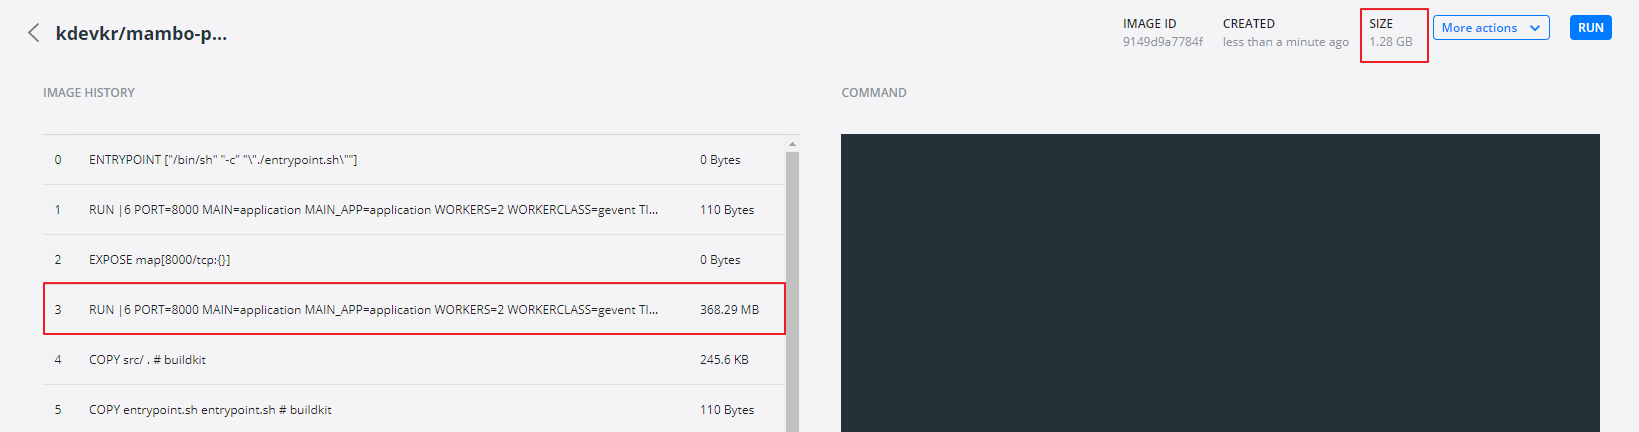 kdevkr/mambo-p...
IMAGE ID
9149d9a7784f
CREATED
less than a minute ago
SIZE
1.28 GB
More actions
RUN
IMAGE HISTORY
COMMAND
0 ENTRYPOINT ["/bin/sh" "-c" "\"./entrypoint.sh\""] 0 Bytes
1 RUN |6 PORT=8000 MAIN=application MAIN_APP=application WORKERS=2 WORKERCLASS=gevent TI... 110 Bytes
2 EXPOSE map[8000/tcp:{}] 0 Bytes
3 RUN |6 PORT=8000 MAIN=application MAIN_APP=application WORKERS=2 WORKERCLASS=gevent TI... 368.29 MB
4 COPY src/ . # buildkit 245.6 KB
5 COPY entrypoint.sh entrypoint.sh # buildkit 110 Bytes